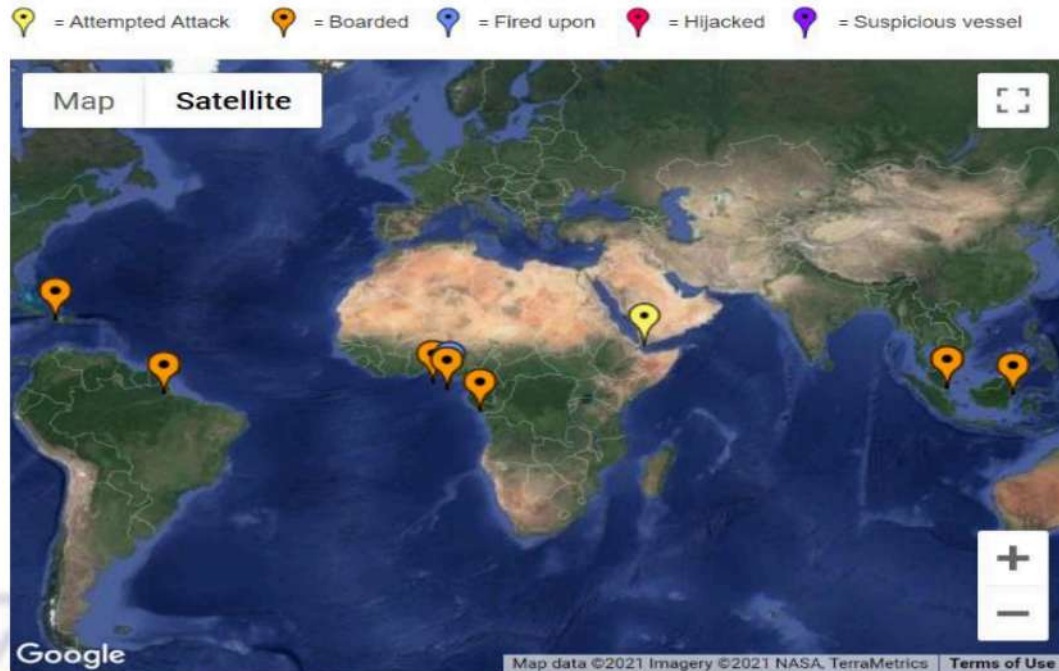 = Attempted Attack = Boarded = Fired upon = Hijacked = Suspicious vessel
Map Satellite
Google
Map data ©2021 Imagery ©2021 NASA, TerraMetrics Terms of Use